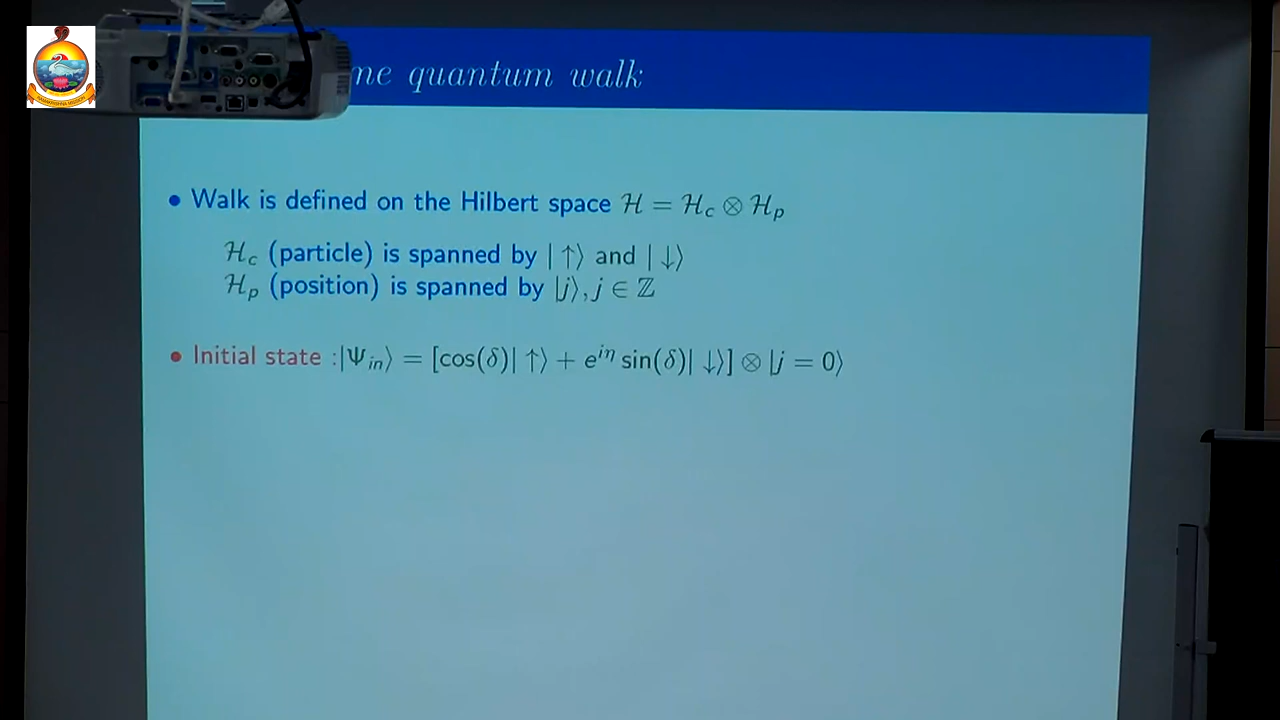 me quantum walk
• Walk is defined on the Hilbert space ℋ = ℋ_c ⊗ ℋ_p
ℋ_c (particle) is spanned by | ↑⟩ and | ↓⟩
ℋ_p (position) is spanned by |j⟩, j ∈ ℤ
• Initial state :|Ψ_in⟩ = [cos(δ)| ↑⟩ + e^{iη} sin(δ)| ↓⟩] ⊗ |j = 0⟩